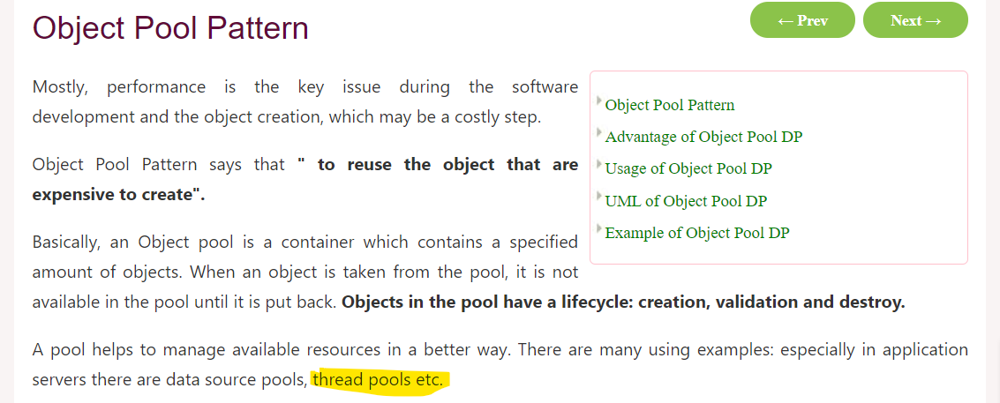 Object Pool Pattern
← Prev
Next →
Mostly, performance is the key issue during the software
development and the object creation, which may be a costly step.
Object Pool Pattern says that " to reuse the object that are
expensive to create".
Basically, an Object pool is a container which contains a specified
amount of objects. When an object is taken from the pool, it is not
available in the pool until it is put back. Objects in the pool have a lifecycle: creation, validation and destroy.
A pool helps to manage available resources in a better way. There are many using examples: especially in application
servers there are data source pools, thread pools etc.
Object Pool Pattern
Advantage of Object Pool DP
Usage of Object Pool DP
UML of Object Pool DP
Example of Object Pool DP